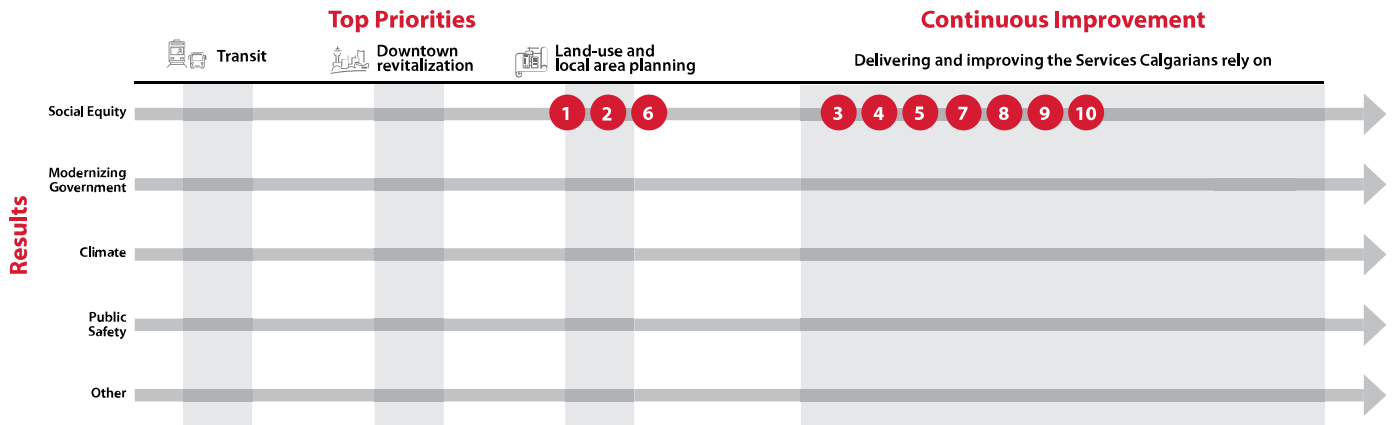 Top Priorities
Continuous Improvement
Transit
Downtown
revitalization
Land-use and
local area planning
Delivering and improving the Services Calgarians rely on
Results
Social Equity
1 2 6
3 4 5 7 8 9 10
Modernizing
Government
Climate
Public
Safety
Other